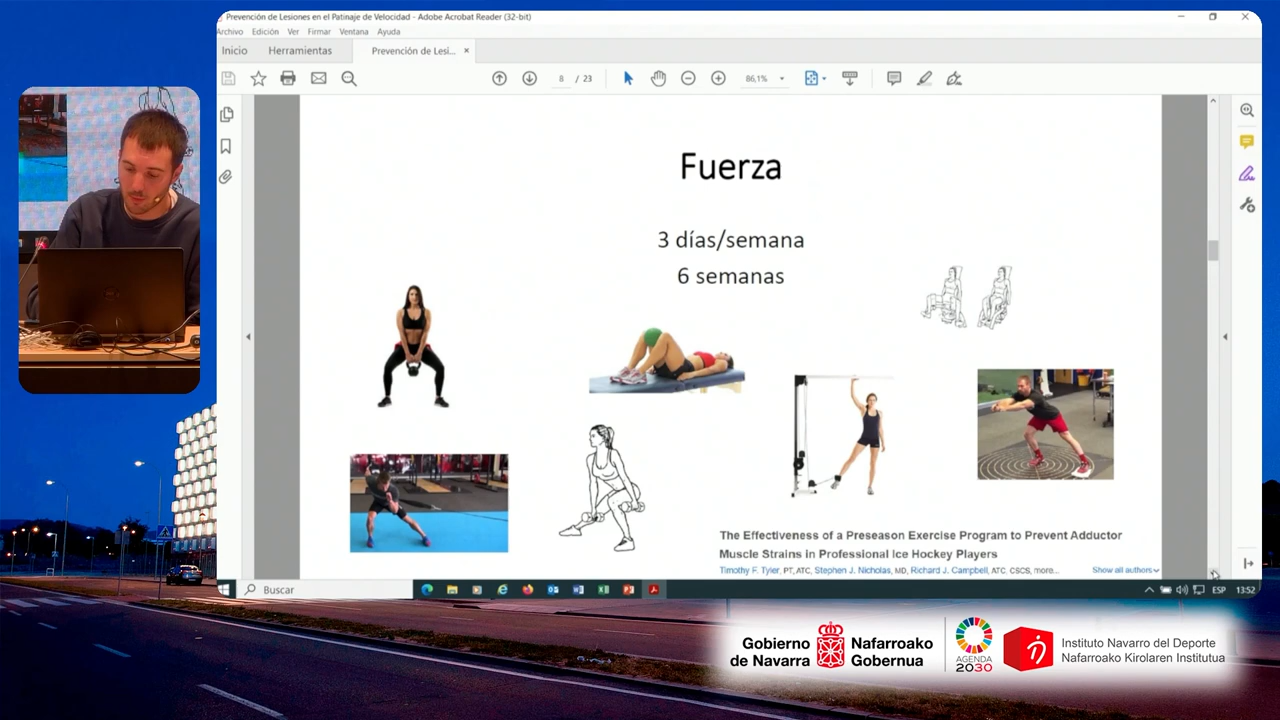 Prevención de Lesiones en el Patinaje de Velocidad - Adobe Acrobat Reader (32-bit)
Archivo Edición Ver Firmar Ventana Ayuda
Inicio Herramientas Prevención de Lesi... ×
8 / 23 86,1%
Fuerza
3 días/semana
6 semanas
The Effectiveness of a Preseason Exercise Program to Prevent Adductor
Muscle Strains in Professional Ice Hockey Players
Timothy F. Tyler, PT, ATC, Stephen J. Nicholas, MD, Richard J. Campbell, ATC, CSCS, more...
Show all authors
Buscar
ESP 13:52
Gobierno
de Navarra
Nafarroako
Gobernua
AGENDA
2030
Instituto Navarro del Deporte
Nafarroako Kirolaren Institutua